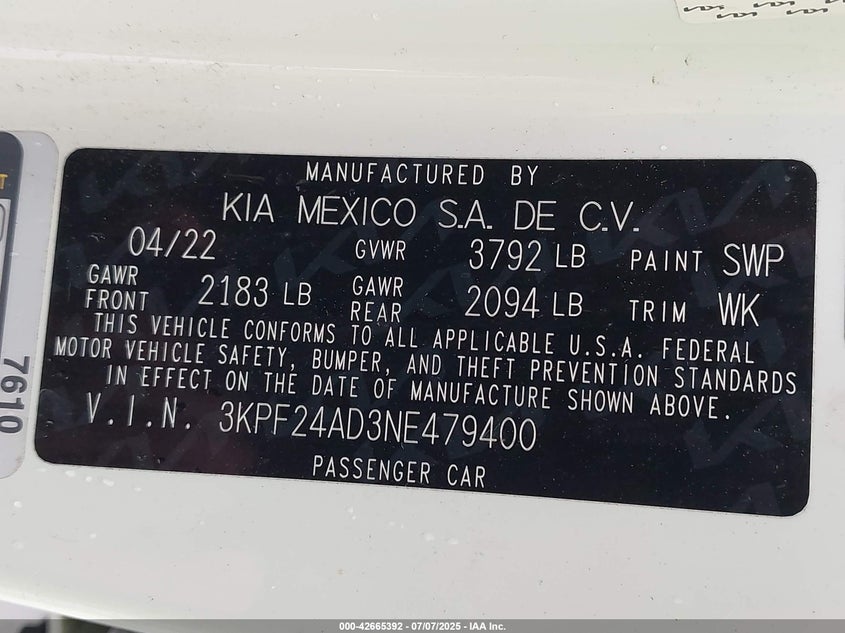 MANUFACTURED BY
KIA MEXICO S.A. DE C.V.
04/22 GVWR 3792 LB PAINT SWP
GAWR FRONT 2183 LB GAWR REAR 2094 LB TRIM WK
THIS VEHICLE CONFORMS TO ALL APPLICABLE U.S.A. FEDERAL
MOTOR VEHICLE SAFETY, BUMPER, AND THEFT PREVENTION STANDARDS
IN EFFECT ON THE DATE OF MANUFACTURE SHOWN ABOVE.
V.I.N. 3KPF24AD3NE479400
PASSENGER CAR
7610
000-42665392 - 07/07/2025 - IAA Inc.